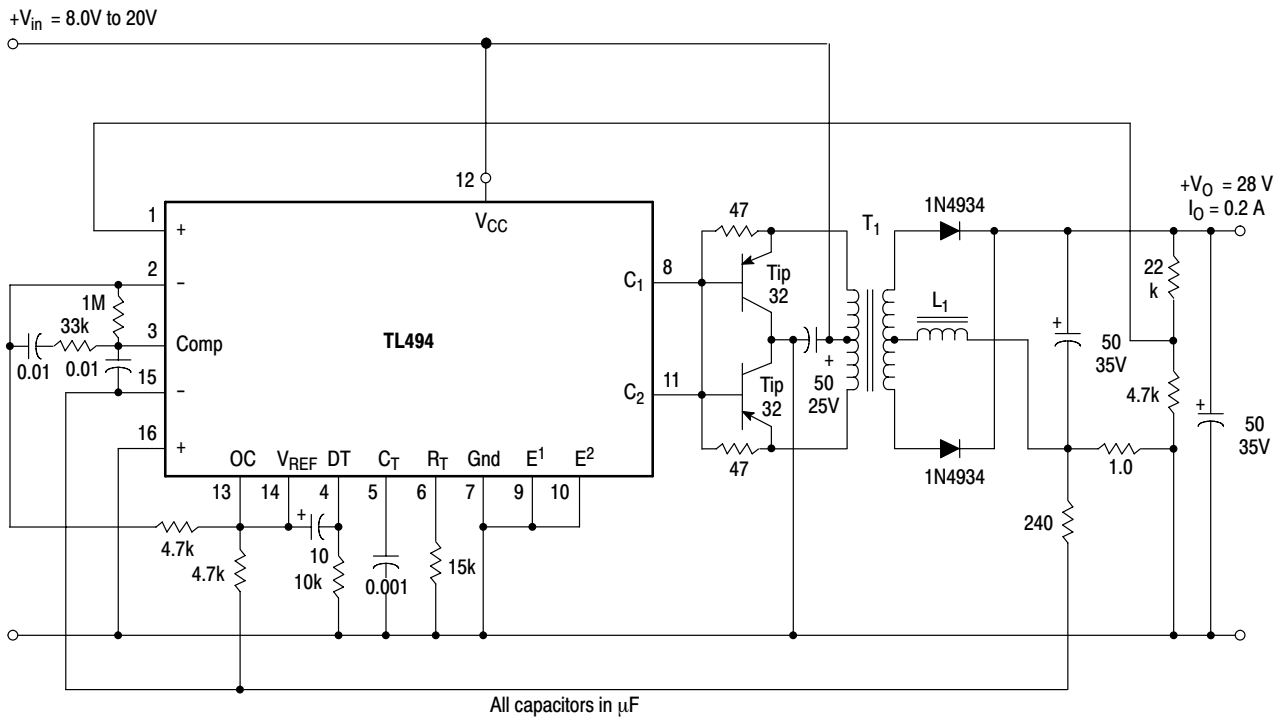 +Vin = 8.0V to 20V
12
VCC
+VO = 28 V
IO = 0.2 A
1N4934
T1
47
1
+
2
−
8
C1
Tip
32
22
k
1M
33k
3
Comp
TL494
L1
+
50
35V
0.01
0.01
15
−
11
C2
Tip
32
+
50
25V
4.7k
+
50
35V
16
+
47
1N4934
1.0
OC
VREF
DT
CT
RT
Gnd
E1
E2
13
14
4
5
6
7
9
10
+
240
4.7k
4.7k
10
10k
0.001
15k
All capacitors in μF